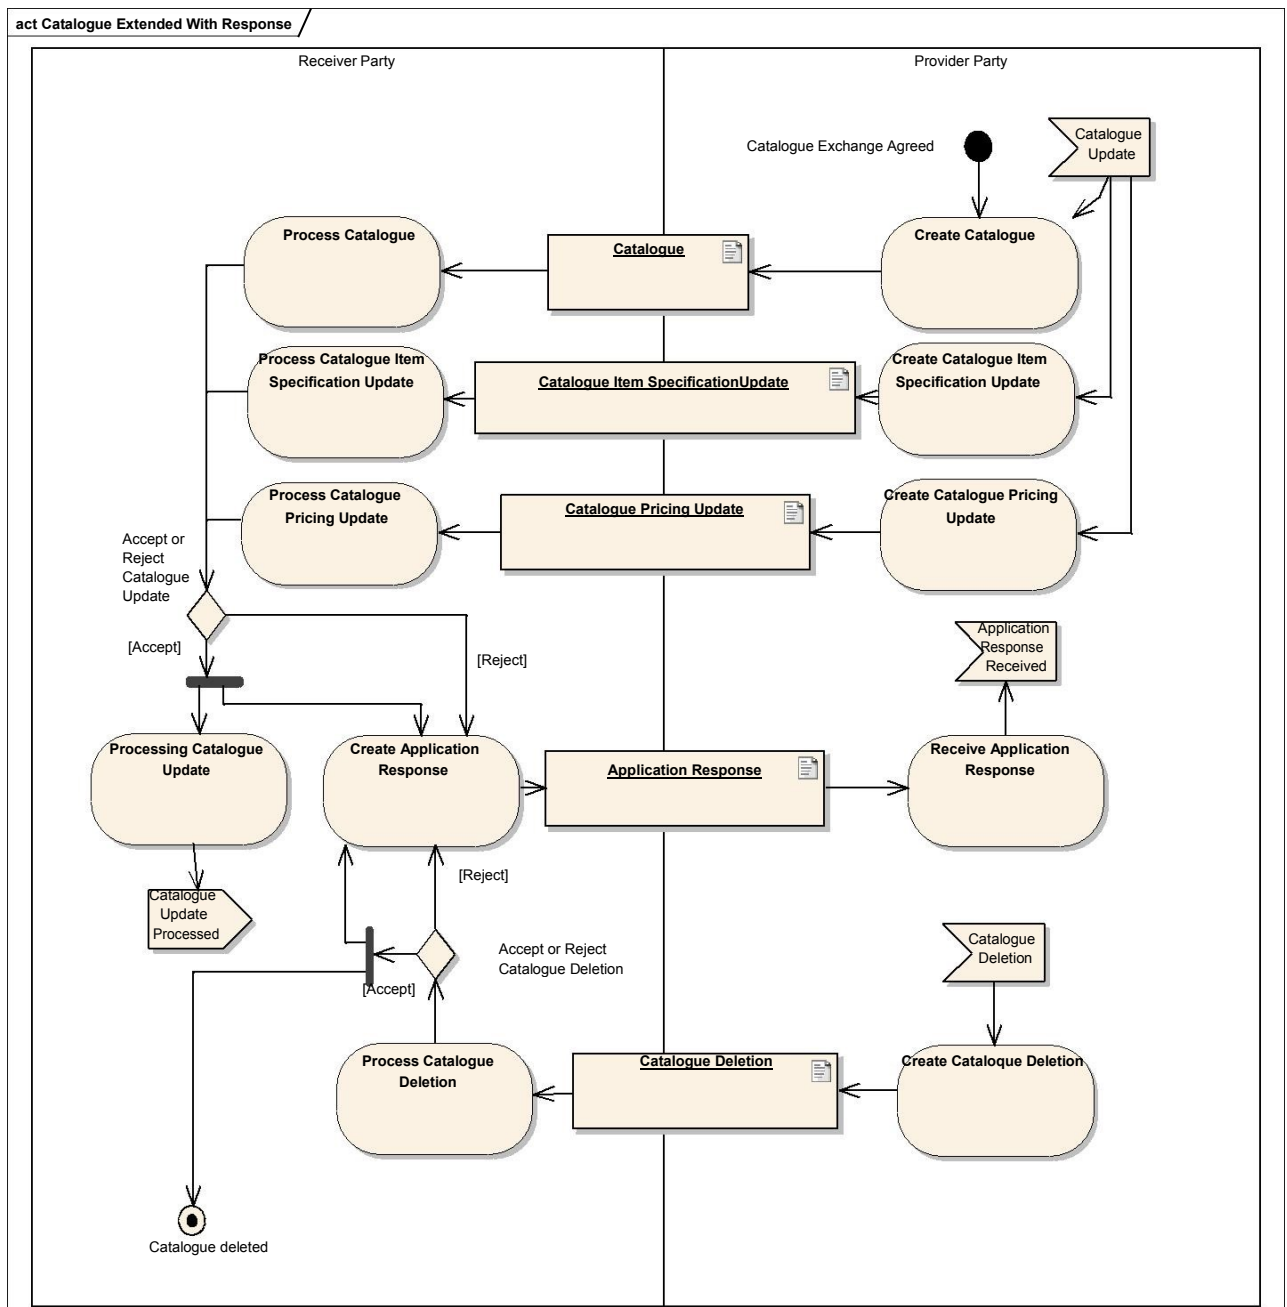 act Catalogue Extended With Response
Receiver Party
Provider Party
Catalogue Exchange Agreed
Catalogue
Update
Process Catalogue
Catalogue
Create Catalogue
Process Catalogue Item
Specification Update
Catalogue Item SpecificationUpdate
Create Catalogue Item
Specification Update
Process Catalogue
Pricing Update
Catalogue Pricing Update
Create Catalogue Pricing
Update
Accept or
Reject
Catalogue
Update
[Accept]
[Reject]
Application
Response
Received
Processing Catalogue
Update
Create Application
Response
Application Response
Receive Application
Response
[Reject]
Catalogue
Update
Processed
Accept or Reject
Catalogue Deletion
[Accept]
Catalogue
Deletion
Process Catalogue
Deletion
Catalogue Deletion
Create Cataloque Deletion
Catalogue deleted